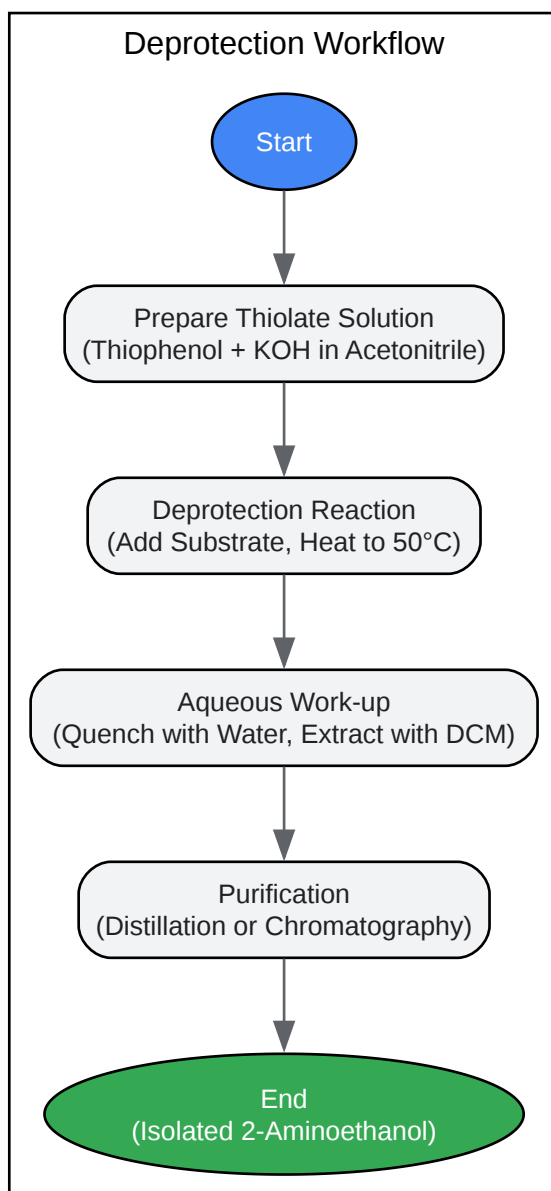 Deprotection Workflow
Start
Prepare Thiolate Solution
(Thiophenol + KOH in Acetonitrile)
Deprotection Reaction
(Add Substrate, Heat to 50°C)
Aqueous Work-up
(Quench with Water, Extract with DCM)
Purification
(Distillation or Chromatography)
End
(Isolated 2-Aminoethanol)